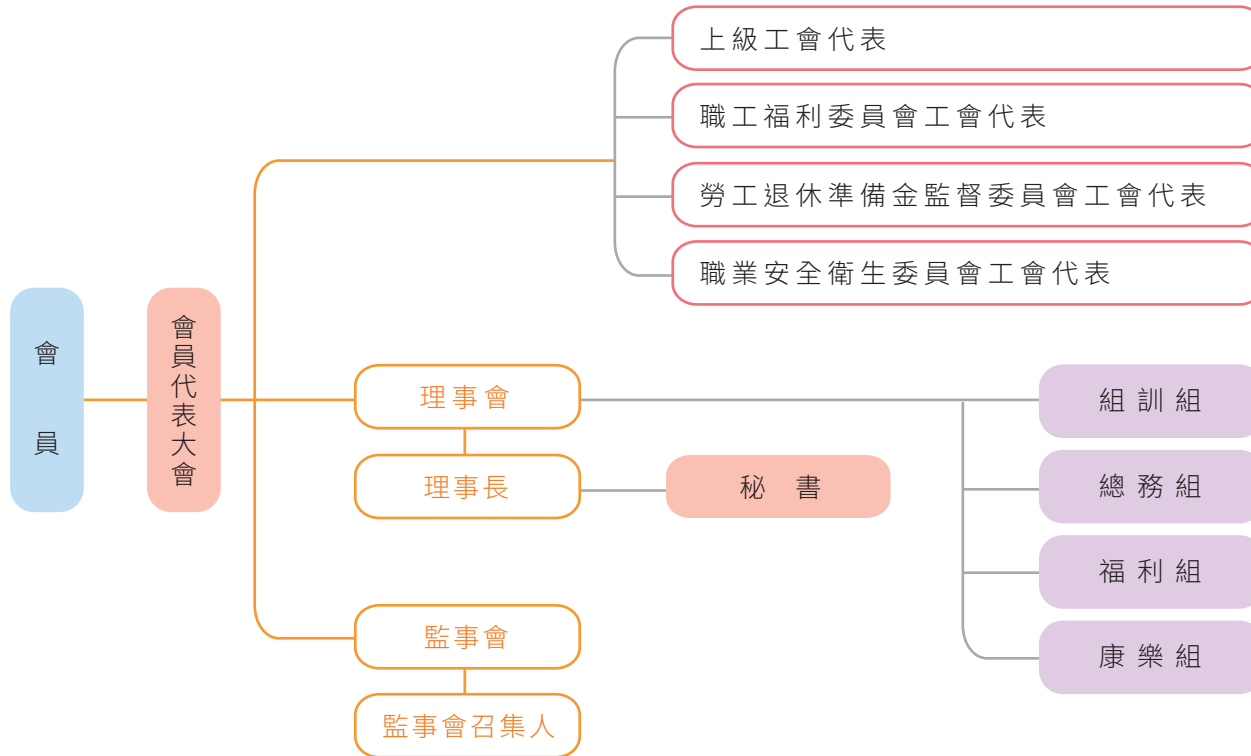 會員
會員代表大會
上級工會代表
職工福利委員會工會代表
勞工退休準備金監督委員會工會代表
職業安全衛生委員會工會代表
理事會
理事長
秘書
組訓組
總務組
福利組
康樂組
監事會
監事會召集人